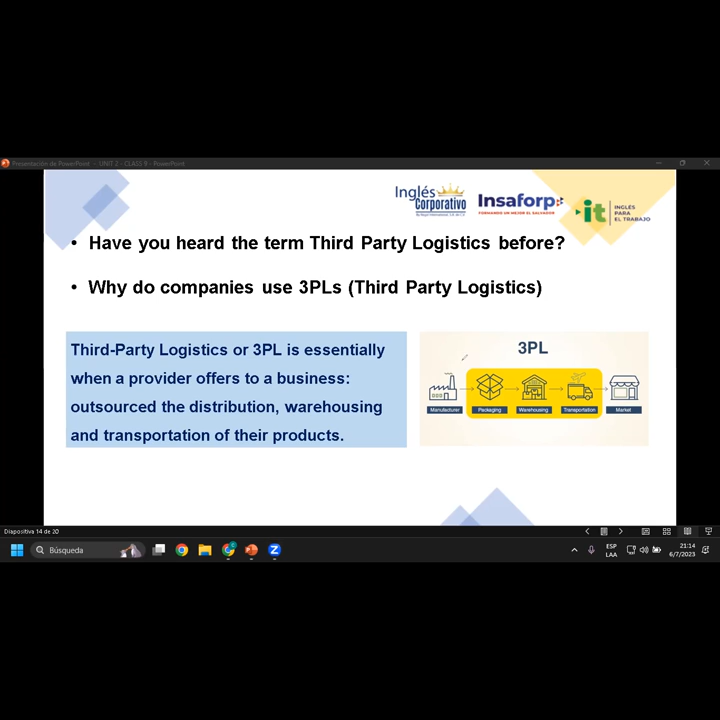 Presentación de PowerPoint - UNIT 2 - CLASS 9 - PowerPoint
Inglés
Corporativo
Insaforp
FORMANDO UN MEJOR EL SALVADOR
it
INGLÉS
PARA
EL TRABAJO
• Have you heard the term Third Party Logistics before?
• Why do companies use 3PLs (Third Party Logistics)
Third-Party Logistics or 3PL is essentially
when a provider offers to a business:
outsourced the distribution, warehousing
and transportation of their products.
3PL
Manufacturer
Packaging
Warehousing
Transportation
Market
Diapositiva 14 de 20
Búsqueda
ESP
LAA
21:14
6/7/2023